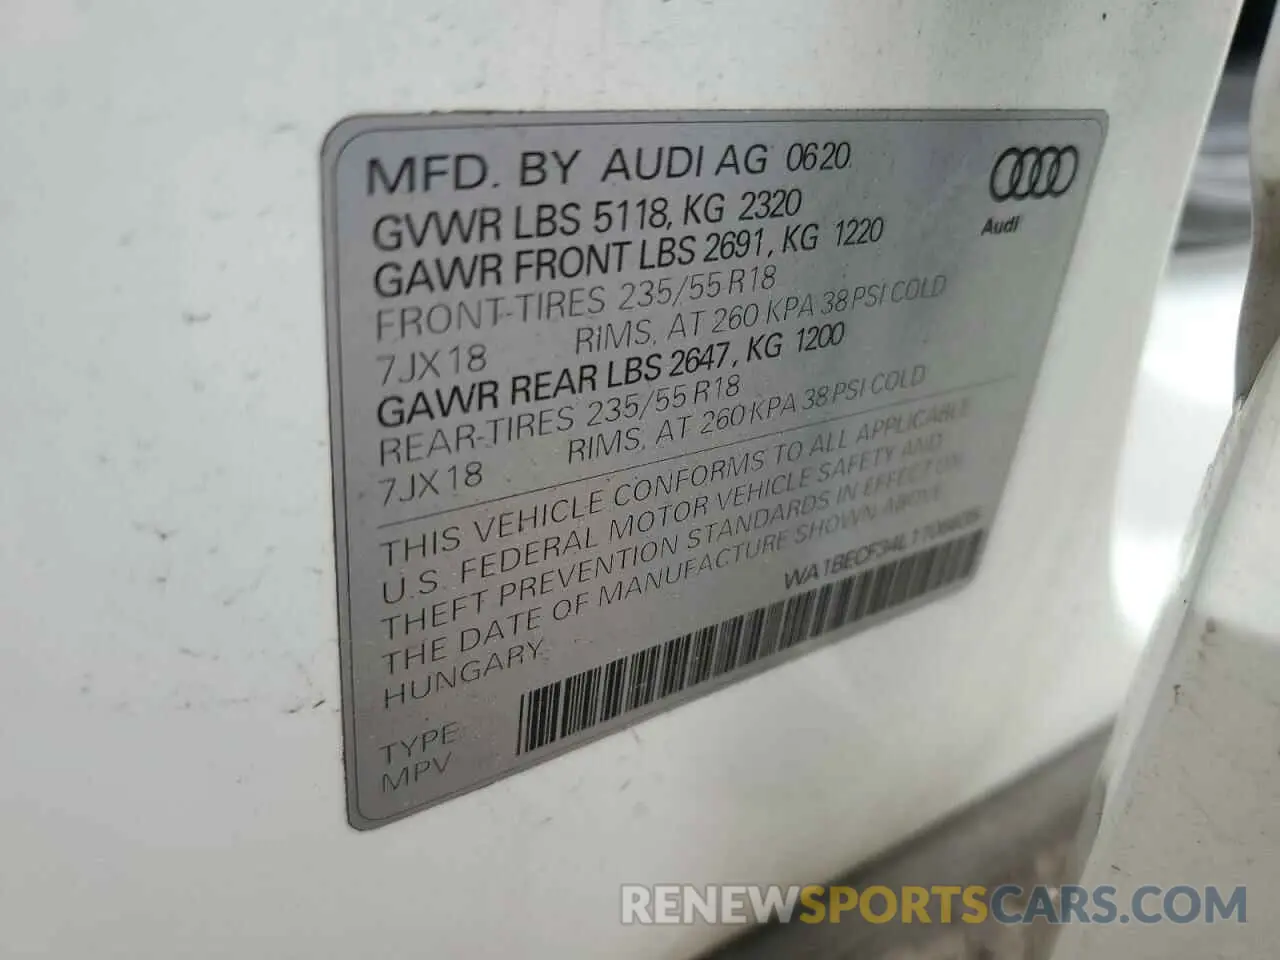 MFD. BY AUDI AG 0620
Audi
GVWR LBS 5118, KG 2320
GAWR FRONT LBS 2691, KG 1220
FRONT-TIRES 235/55 R18
7JX18 RIMS, AT 260 KPA 38 PSI COLD
GAWR REAR LBS 2647, KG 1200
REAR-TIRES 235/55 R18
7JX18 RIMS, AT 260 KPA 38 PSI COLD
THIS VEHICLE CONFORMS TO ALL APPLICABLE
U.S. FEDERAL MOTOR VEHICLE SAFETY AND
THEFT PREVENTION STANDARDS IN EFFECT ON
THE DATE OF MANUFACTURE SHOWN ABOVE
HUNGARY
TYPE:
MPV
RENEWSPORTSCARS.COM